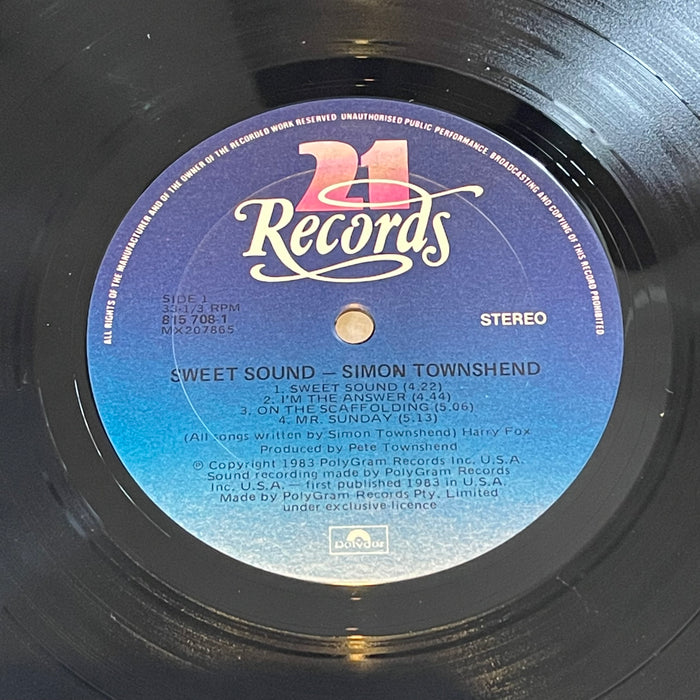 ALL RIGHTS OF THE MANUFACTURER AND OF THE OWNER OF THE RECORDED WORK RESERVED UNAUTHORISED PUBLIC PERFORMANCE, BROADCASTING AND COPYING OF THIS RECORD PROHIBITED
21
Records
SIDE 1
33-1/3 RPM
815 708-1
MX207865
STEREO
SWEET SOUND — SIMON TOWNSHEND
1. SWEET SOUND (4.22)
2. I'M THE ANSWER (4.44)
3. ON THE SCAFFOLDING (5.06)
4. MR. SUNDAY (5.13)
(All songs written by Simon Townshend) Harry Fox
Produced by Pete Townshend
℗ Copyright 1983 PolyGram Records Inc. U.S.A.
Sound recording made by PolyGram Records
Inc. U.S.A. — first published 1983 in U.S.A.
Made by PolyGram Records Pty. Limited
under exclusive licence
polydor